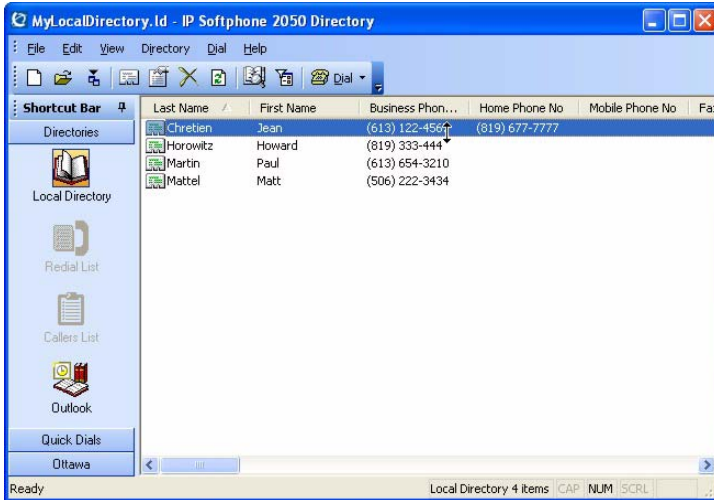 MyLocalDirectory.ld - IP Softphone 2050 Directory
File Edit View Directory Dial Help
Dial
Shortcut Bar
Last Name First Name Business Phon... Home Phone No Mobile Phone No
Directories
Chretien Jean (613) 122-456 (819) 677-7777
Horowitz Howard (819) 333-444
Martin Paul (613) 654-3210
Mattel Matt (506) 222-3434
Local Directory
Redial List
Callers List
Outlook
Quick Dials
Ottawa
Ready Local Directory 4 items CAP NUM SCRL